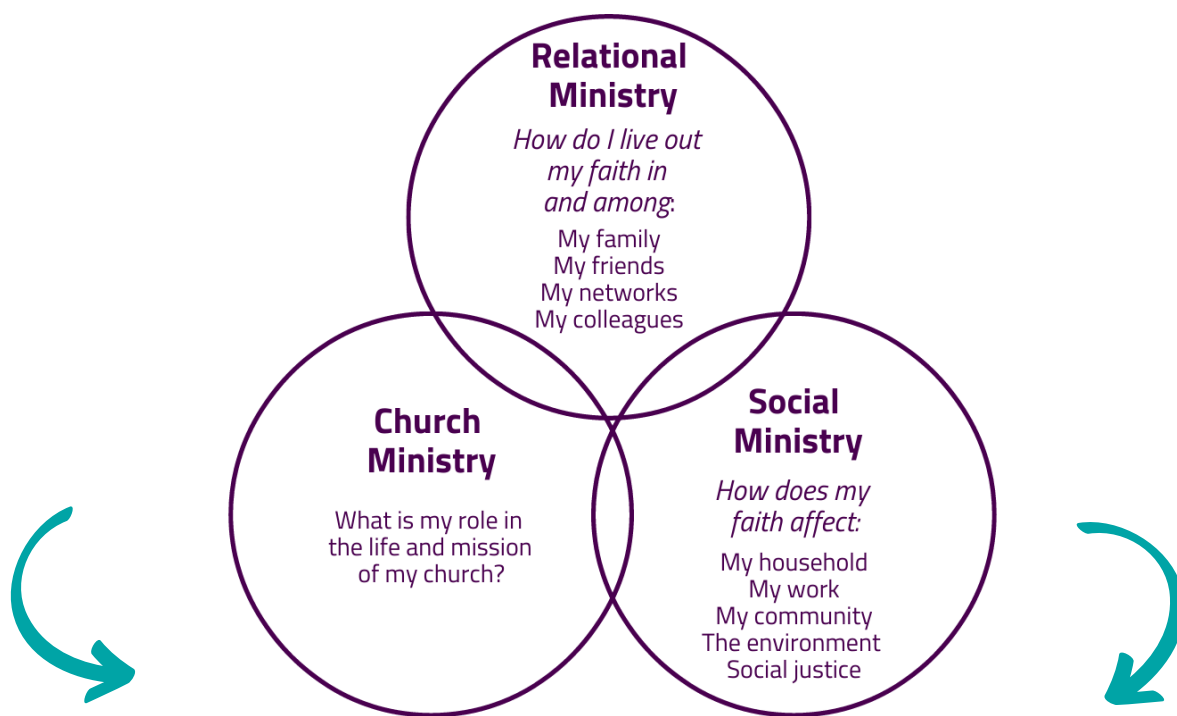 Relational
Ministry
How do I live out
my faith in
and among:
My family
My friends
My networks
My colleagues
Church
Ministry
What is my role in
the life and mission
of my church?
Social
Ministry
How does my
faith affect:
My household
My work
My community
The environment
Social justice